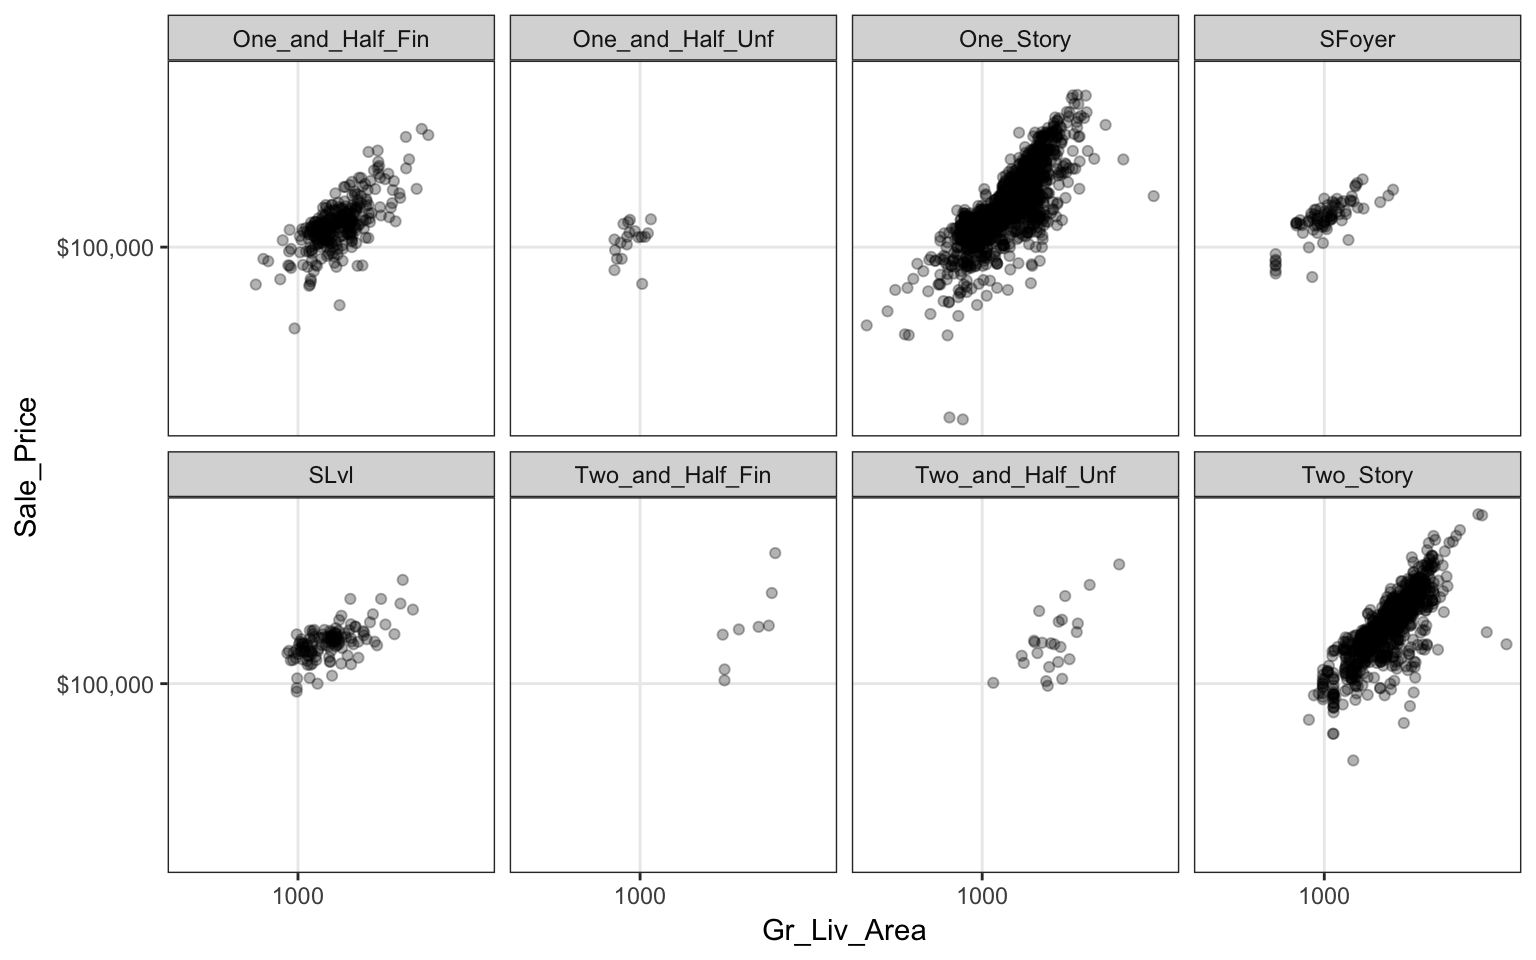 One_and_Half_Fin
One_and_Half_Unf
One_Story
SFoyer
$100,000
SLvl
Two_and_Half_Fin
Two_and_Half_Unf
Two_Story
$100,000
1000
1000
1000
1000
Gr_Liv_Area
Sale_Price